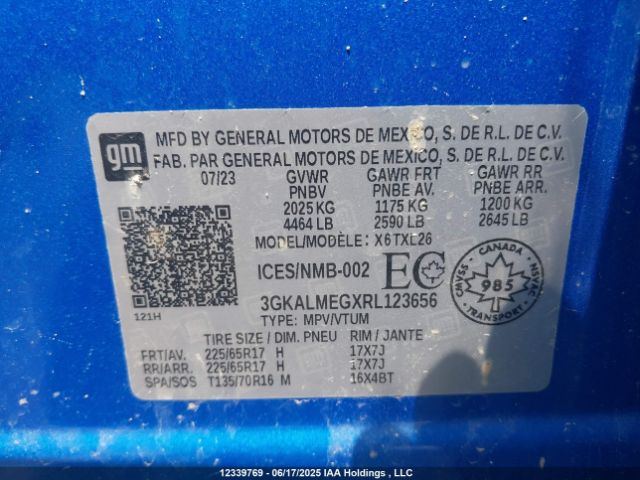 gm
MFD BY GENERAL MOTORS DE MEXICO, S. DE R.L. DE C.V.
FAB. PAR GENERAL MOTORS DE MEXICO, S. DE R.L. DE C.V.
07/23 GVWR GAWR FRT GAWR RR
PNBV PNBE AV. PNBE ARR.
2025 KG 1175 KG 1200 KG
4464 LB 2590 LB 2645 LB
MODEL/MODÈLE: X6TXL26
ICES/NMB-002 EC
CANADA
CMVSS 985 NSVAC
CANADA
121H
3GKALMEGXRL123656
TYPE: MPV/VTUM
TIRE SIZE / DIM. PNEU RIM / JANTE
FRT/AV. 225/65R17 H 17X7J
RR/ARR. 225/65R17 H 17X7J
SPA/SOS T135/70R16 M 16X4BT
12339769 - 06/17/2025 IAA Holdings , LLC